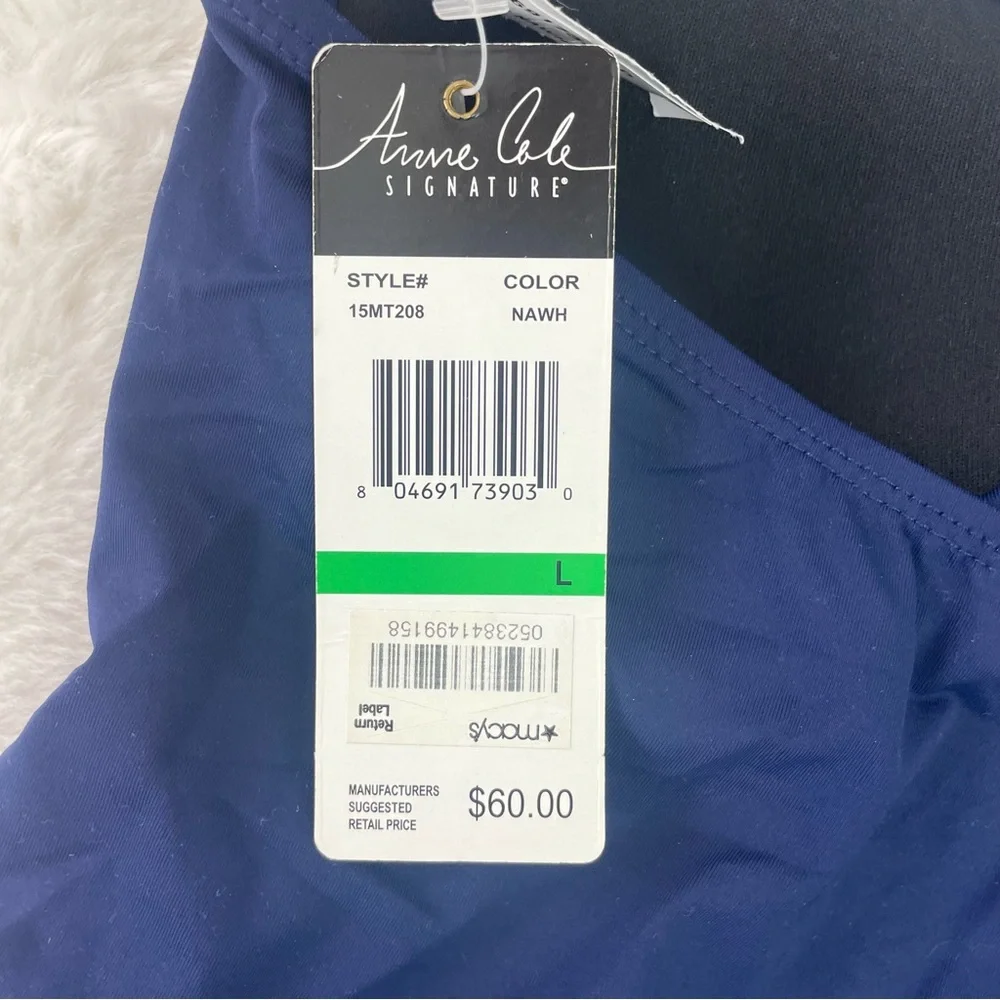 Anne Cole
SIGNATURE®
STYLE# COLOR
15MT208 NAWH
8 04691 73903 0
L
0523841499158
Return
Label
★macy's
MANUFACTURERS
SUGGESTED
RETAIL PRICE
$60.00